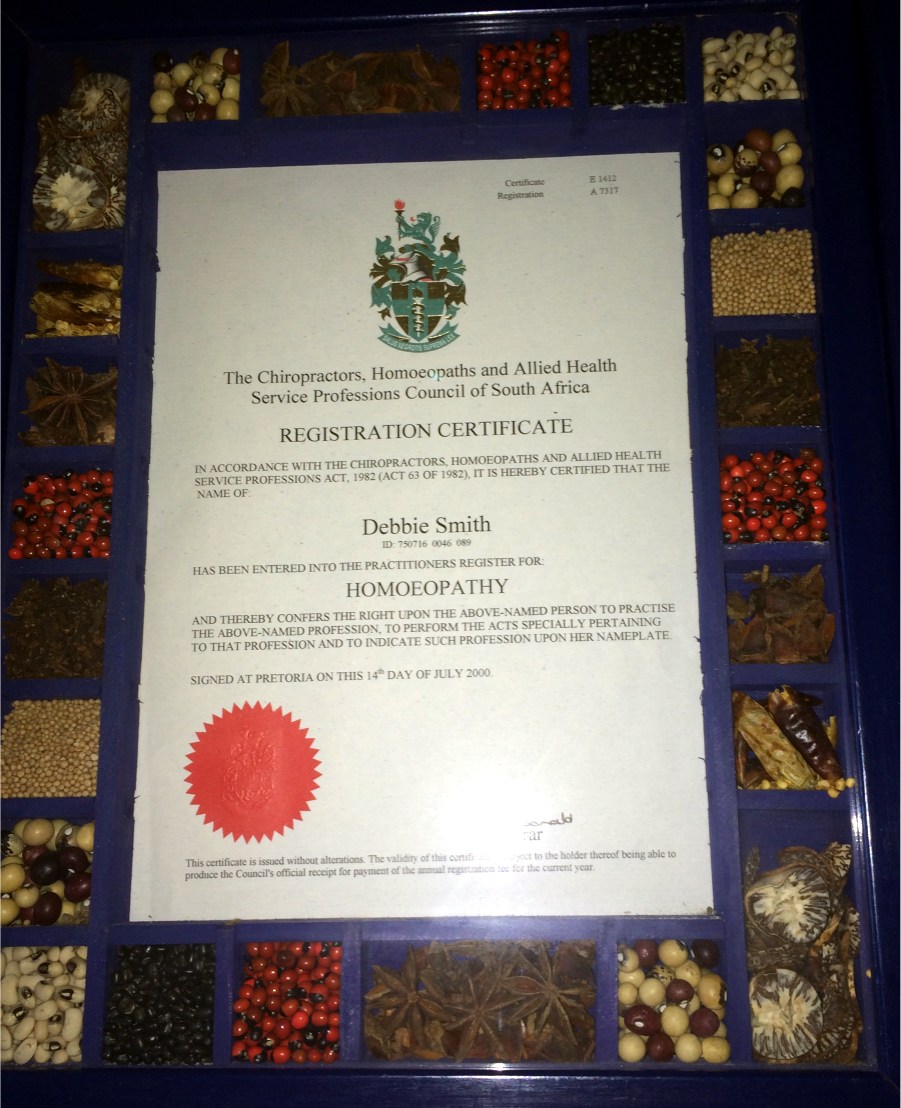 Certificate E 1412
Registration A 7317
SALUS AEGROTI SUPREMA LEX
The Chiropractors, Homoeopaths and Allied Health
Service Professions Council of South Africa
REGISTRATION CERTIFICATE
IN ACCORDANCE WITH THE CHIROPRACTORS, HOMOEOPATHS AND ALLIED HEALTH
SERVICE PROFESSIONS ACT, 1982 (ACT 63 OF 1982), IT IS HEREBY CERTIFIED THAT THE
NAME OF:
Debbie Smith
ID: 750716 0046 089
HAS BEEN ENTERED INTO THE PRACTITIONERS REGISTER FOR:
HOMOEOPATHY
AND THEREBY CONFERS THE RIGHT UPON THE ABOVE-NAMED PERSON TO PRACTISE
THE ABOVE-NAMED PROFESSION, TO PERFORM THE ACTS SPECIALLY PERTAINING
TO THAT PROFESSION AND TO INDICATE SUCH PROFESSION UPON HER NAMEPLATE.
SIGNED AT PRETORIA ON THIS 14th DAY OF JULY 2000.
This certificate is issued without alterations. The validity of this to the holder thereof being able to
produce the Council's official receipt for payment of the annual registration fee for the current year.